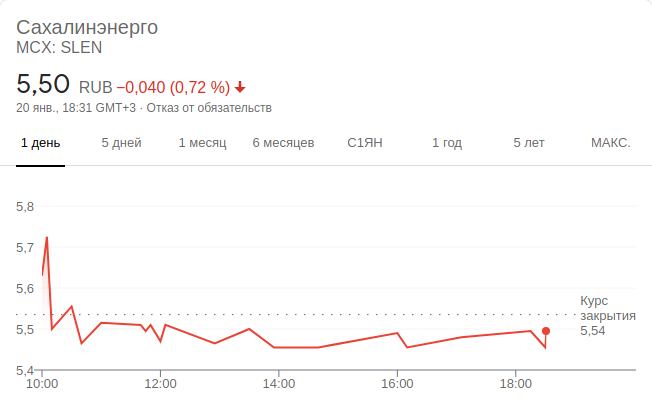 Сахалинэнерго
MCX: SLEN
5,50 RUB −0,040 (0,72 %)
20 янв., 18:31 GMT+3 · Отказ от обязательств
1 день 5 дней 1 месяц 6 месяцев С1ЯН 1 год 5 лет МАКС.
5,8
5,7
5,6
5,5
5,4
Курс
закрытия
5,54
10:00 12:00 14:00 16:00 18:00